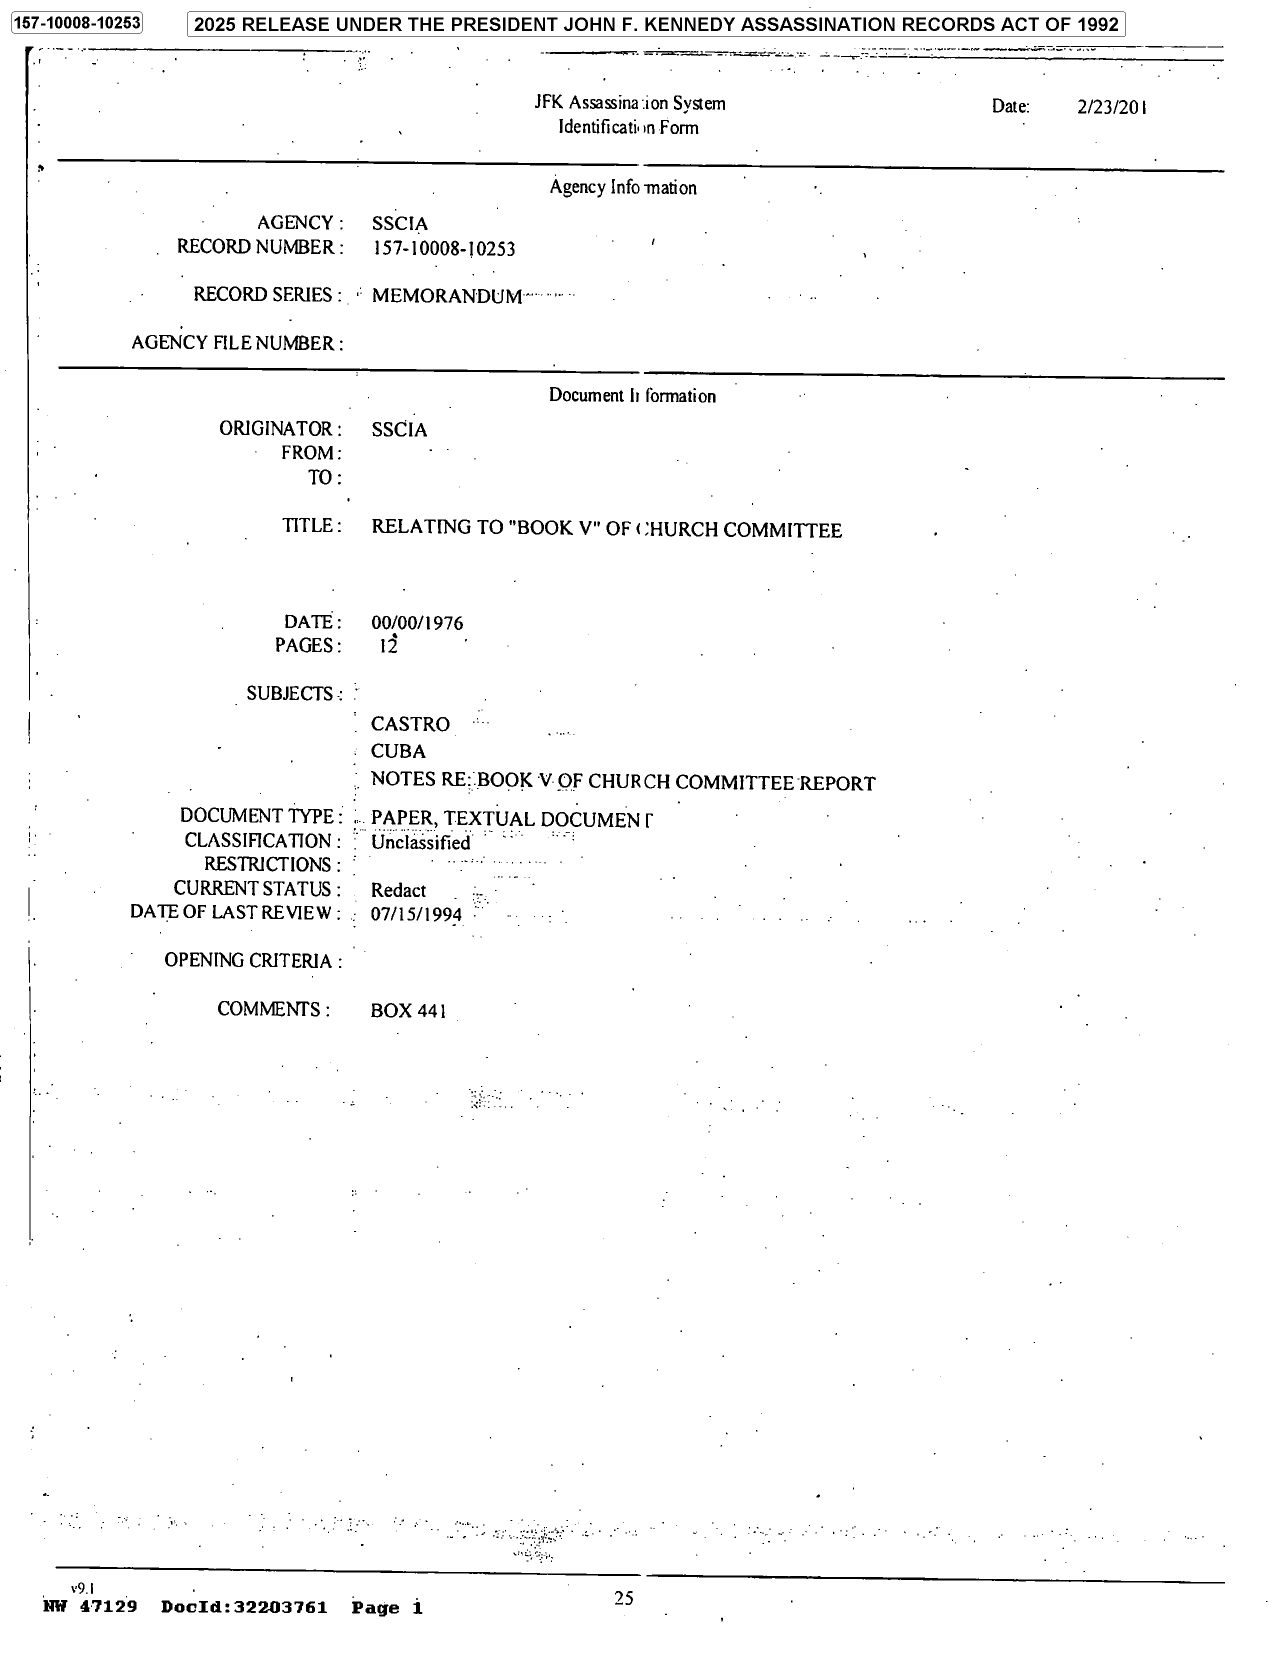 157-10008-10253 2025 RELEASE UNDER THE PRESIDENT JOHN F. KENNEDY ASSASSINATION RECORDS ACT OF 1992
JFK Assassination System Date: 2/23/201
Identification Form
Agency Information
AGENCY : SSCIA
RECORD NUMBER : 157-10008-10253
RECORD SERIES : MEMORANDUM
AGENCY FILE NUMBER :
Document Information
ORIGINATOR : SSCIA
FROM :
TO :
TITLE : RELATING TO "BOOK V" OF CHURCH COMMITTEE
DATE : 00/00/1976
PAGES : 12
SUBJECTS :
CASTRO
CUBA
NOTES RE: BOOK V OF CHURCH COMMITTEE REPORT
DOCUMENT TYPE : PAPER, TEXTUAL DOCUMENT
CLASSIFICATION : Unclassified
RESTRICTIONS :
CURRENT STATUS : Redact
DATE OF LAST REVIEW : 07/15/1994
OPENING CRITERIA :
COMMENTS : BOX 441
v9.1
NW 47129 DocId:32203761 Page 1
25